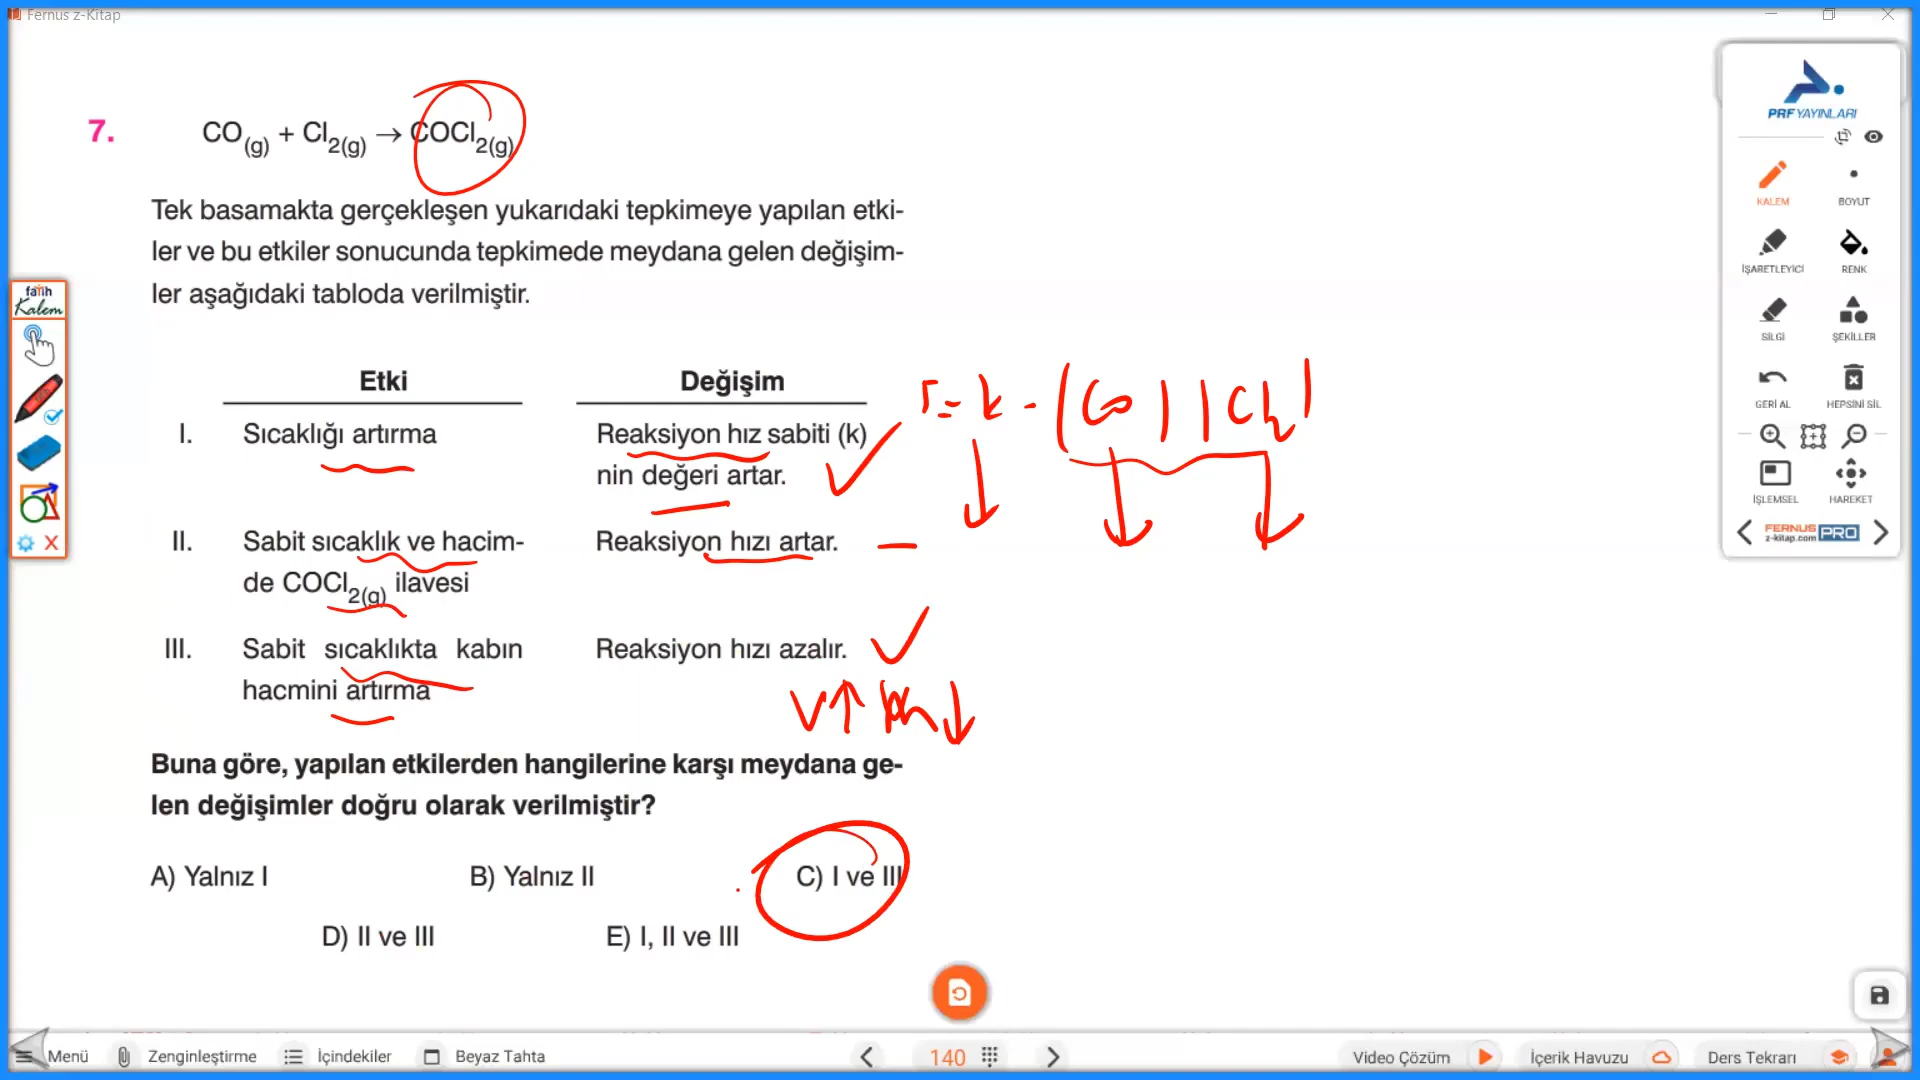 Fernus z-Kitap
7. CO(g) + Cl2(g) → COCl2(g)
Tek basamakta gerçekleşen yukarıdaki tepkimeye yapılan etki-
ler ve bu etkiler sonucunda tepkimede meydana gelen değişim-
ler aşağıdaki tabloda verilmiştir.
Etki Değişim
I. Sıcaklığı artırma Reaksiyon hız sabiti (k)
nin değeri artar.
r = k . [CO] [Cl2]
II. Sabit sıcaklık ve hacim- Reaksiyon hızı artar.
de COCl2(g) ilavesi
III. Sabit sıcaklıkta kabın Reaksiyon hızı azalır.
hacmini artırma
V↑ ↓
Buna göre, yapılan etkilerden hangilerine karşı meydana ge-
len değişimler doğru olarak verilmiştir?
A) Yalnız I B) Yalnız II C) I ve III
D) II ve III E) I, II ve III
fatih
Kalem
PRF YAYINLARI
KALEM BOYUT
İŞARETLEYİCİ RENK
SİLGİ ŞEKİLLER
GERİ AL HEPSİNİ SİL
İŞLEMSEL HAREKET
FERNUS
z-kitap.com PRO
Menü Zenginleştirme İçindekiler Beyaz Tahta 140 Video Çözüm İçerik Havuzu Ders Tekrarı